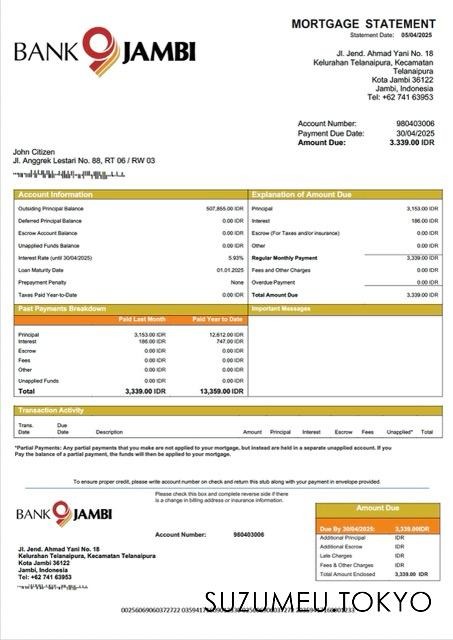 BANK 9 JAMBI
MORTGAGE STATEMENT
Statement Date: 05/04/2025
Jl. Jend. Ahmad Yani No. 18
Kelurahan Telanaipura, Kecamatan
Telanaipura
Kota Jambi 36122
Jambi, Indonesia
Tel: +62 741 63953
Account Number: 980403006
Payment Due Date: 30/04/2025
Amount Due: 3.339.00 IDR
John Citizen
Jl. Anggrek Lestari No. 88, RT 06 / RW 03
Account Information
Outsiding Principal Balance 507,855.00 IDR
Deferred Principal Balance 0.00 IDR
Escrow Account Balance 0.00 IDR
Unapplied Funds Balance 0.00 IDR
Interest Rate (until 30/04/2025) 5.93%
Loan Maturity Date 01.01.2025
Prepayment Penalty None
Taxes Paid Year-to-Date 0.00 IDR
Explanation of Amount Due
Principal 3,153.00 IDR
Interest 186.00 IDR
Escrow (For Taxes and/or insurance) 0.00 IDR
Other 0.00 IDR
Regular Monthly Payment 3,339.00 IDR
Fees and Other Charges 0.00 IDR
Overdue Payment 0.00 IDR
Total Amount Due 3,339.00 IDR
Past Payments Breakdown
Paid Last Month Paid Year to Date
Principal 3,153.00 IDR 12,612.00 IDR
Interest 186.00 IDR 747.00 IDR
Escrow 0.00 IDR 0.00 IDR
Fees 0.00 IDR 0.00 IDR
Other 0.00 IDR 0.00 IDR
Unapplied Funds 0.00 IDR 0.00 IDR
Total 3,339.00 IDR 13,359.00 IDR
Important Messages
Transaction Activity
Trans. Date Due Date Description Amount Principal Interest Escrow Fees Unapplied* Total
*Partial Payments: Any partial payments that you make are not applied to your mortgage, but instead are held in a separate unapplied account. If you
Pay the balance of a partial payment, the funds will then be applied to your mortgage.
To ensure proper credit, please write account number on check and return this stub along with your payment in envelope provided.
Please check this box and complete reverse side if there
is a change in billing address or insurance information.
BANK 9 JAMBI
Account Number: 980403006
Jl. Jend. Ahmad Yani No. 18
Kelurahan Telanaipura, Kecamatan Telanaipura
Kota Jambi 36122
Jambi, Indonesia
Tel: +62 741 63953
Amount Due
Due By 30/04/2025: 3,339.00IDR
Additional Principal IDR
Additional Escrow IDR
Late Charges IDR
Fees & Other Charges IDR
Total Amount Enclosed 3,339.00 IDR
SUZUMEU TOKYO